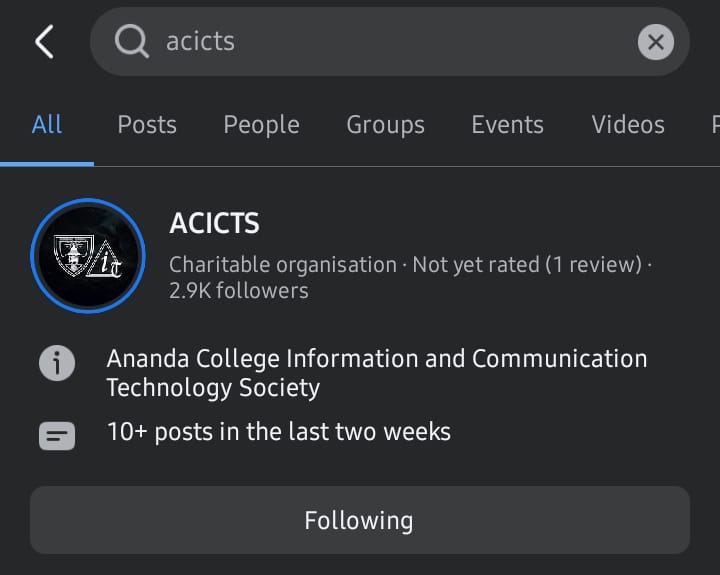 acicts
All Posts People Groups Events Videos
ACICTS
Charitable organisation · Not yet rated (1 review) ·
2.9K followers
Ananda College Information and Communication
Technology Society
10+ posts in the last two weeks
Following